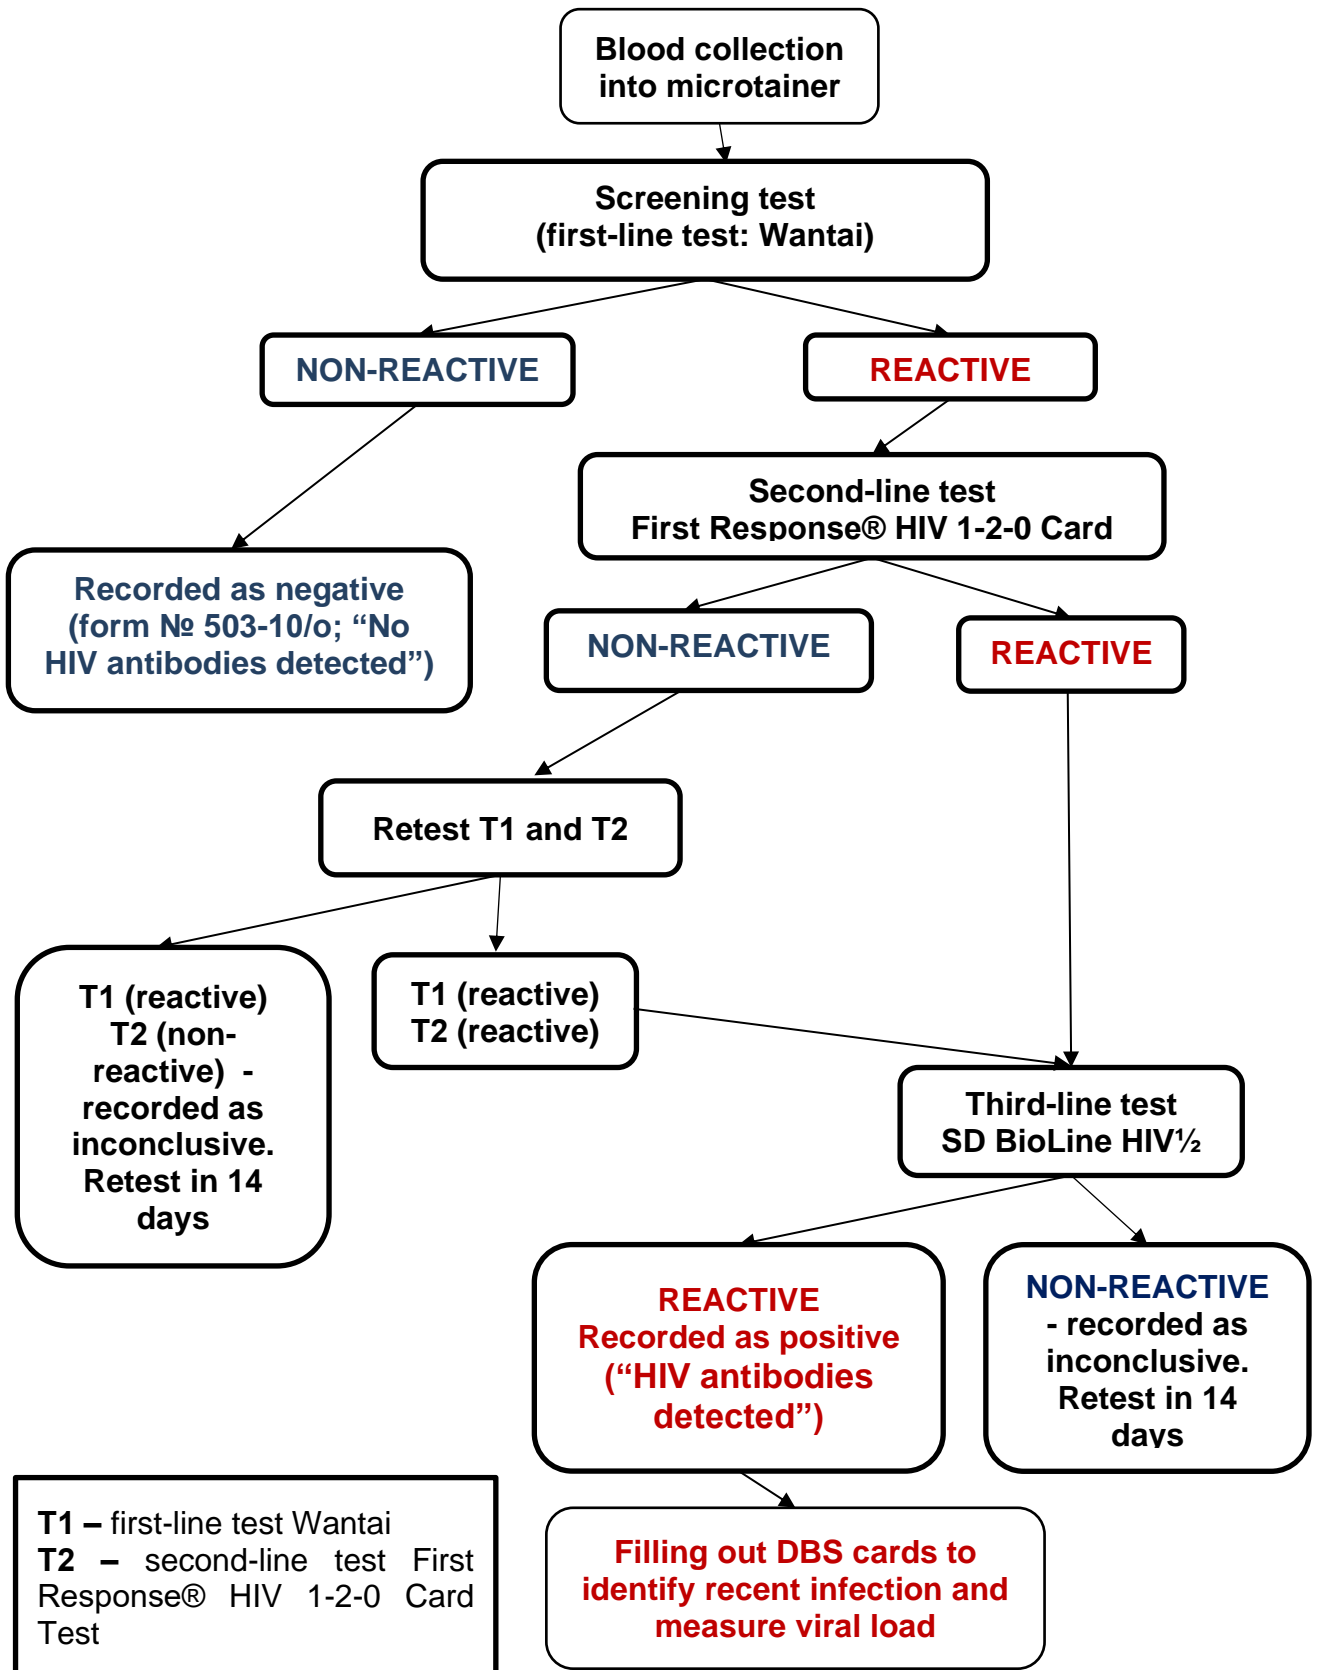 Blood collection
into microtainer
Screening test
(first-line test: Wantai)
NON-REACTIVE
REACTIVE
Second-line test
First Response® HIV 1-2-0 Card
Recorded as negative
(form № 503-10/o; “No
HIV antibodies detected”)
NON-REACTIVE
REACTIVE
Retest T1 and T2
T1 (reactive)
T2 (non-
reactive) -
recorded as
inconclusive.
Retest in 14
days
T1 (reactive)
T2 (reactive)
Third-line test
SD BioLine HIV½
REACTIVE
Recorded as positive
(“HIV antibodies
detected”)
NON-REACTIVE
- recorded as
inconclusive.
Retest in 14
days
T1 – first-line test Wantai
T2 – second-line test First
Response® HIV 1-2-0 Card
Test
Filling out DBS cards to
identify recent infection and
measure viral load